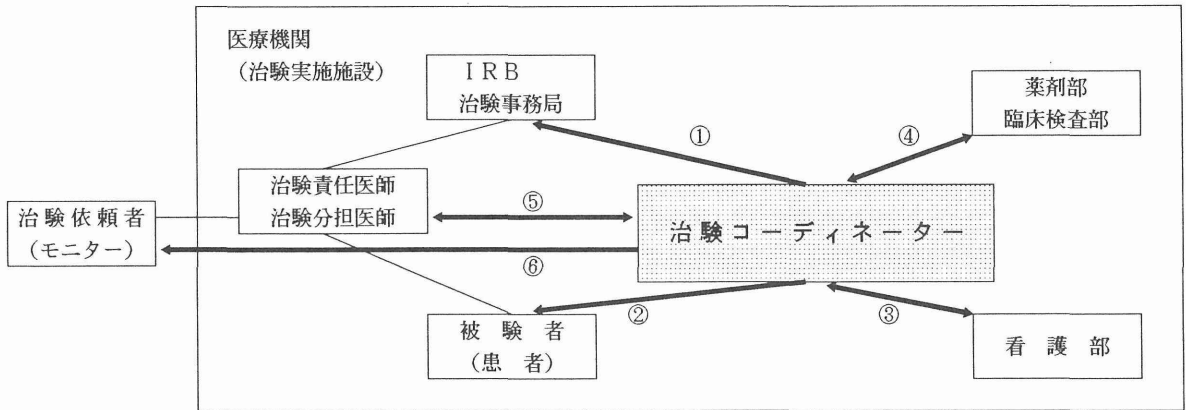 医療機関
（治験実施施設）
ＩＲＢ
治験事務局
薬剤部
臨床検査部
①
④
治験責任医師
治験分担医師
⑤
治験コーディネーター
治験依頼者
（モニター）
⑥
②
③
被験者
（患者）
看護部